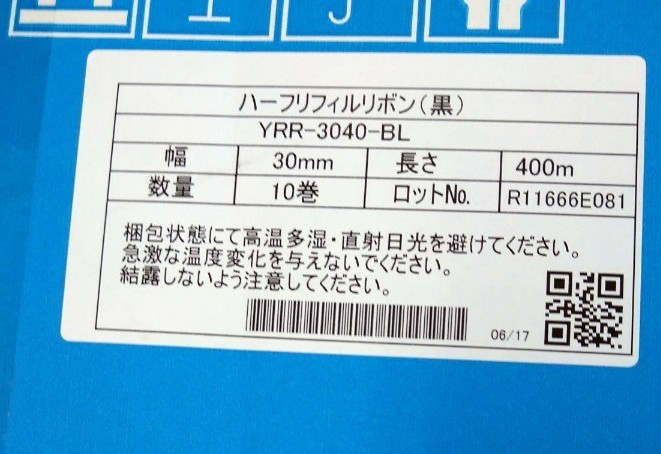 ハーフリフィルリボン(黒)
YRR-3040-BL
幅 30mm 長さ 400m
数量 10巻 ロットNo. R11666E081
梱包状態にて高温多湿・直射日光を避けてください。
急激な温度変化を与えないでください。
結露しないよう注意してください。
06/17